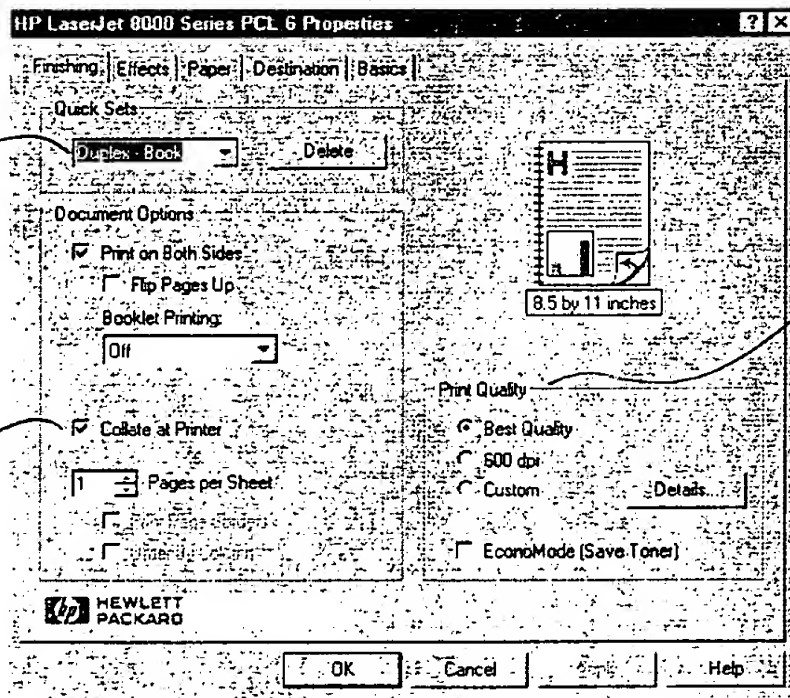 HP LaserJet 8000 Series PCL 6 Properties
Finishing Effects Paper Destination Basics
Quick Sets
Duplex - Book Delete
Document Options
Print on Both Sides
Flip Pages Up
Booklet Printing:
Off
Collate at Printer
1 Pages per Sheet
H
8.5 by 11 inches
Print Quality
Best Quality
600 dpi
Custom Details...
EconoMode (Save Toner)
hp HEWLETT
PACKARD
OK Cancel Help